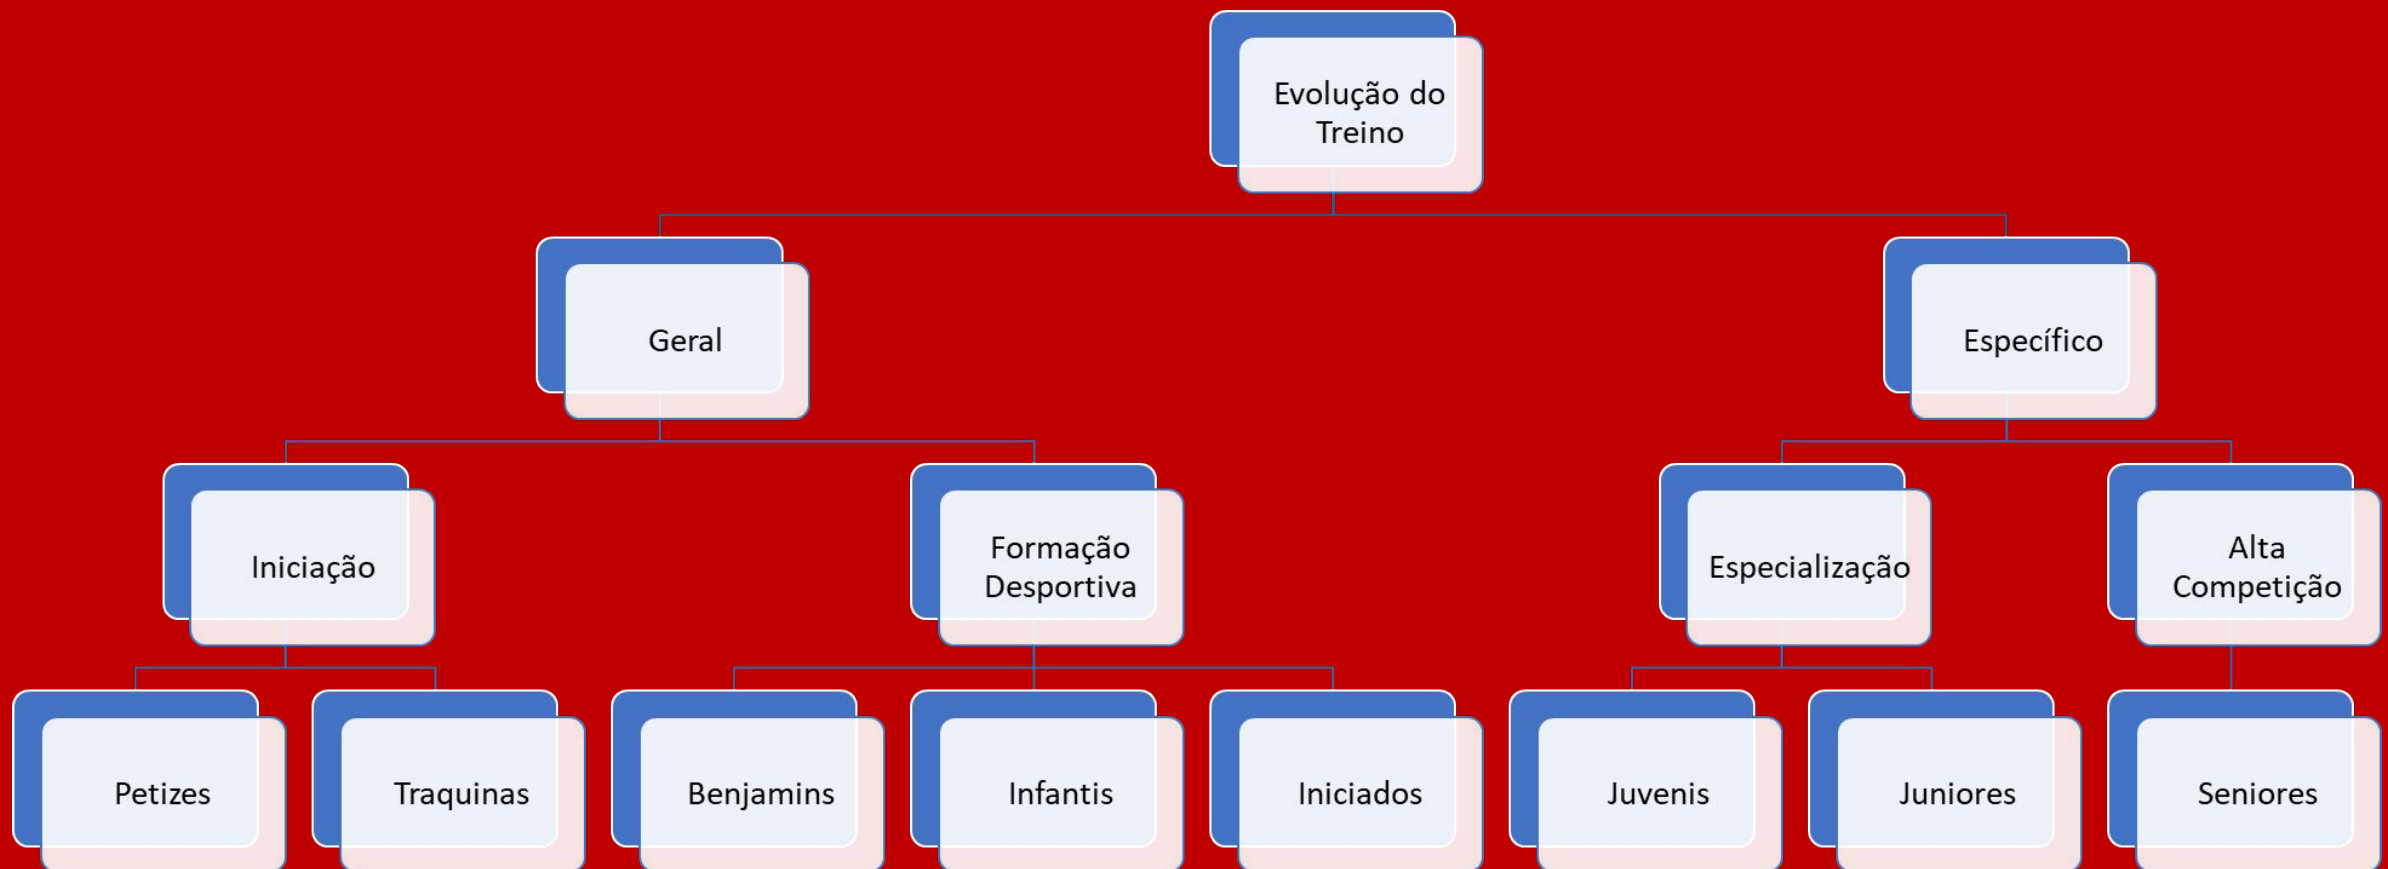 Evolução do
Treino
Geral
Específico
Iniciação
Formação
Desportiva
Especialização
Alta
Competição
Petizes
Traquinas
Benjamins
Infantis
Iniciados
Juvenis
Juniores
Seniores